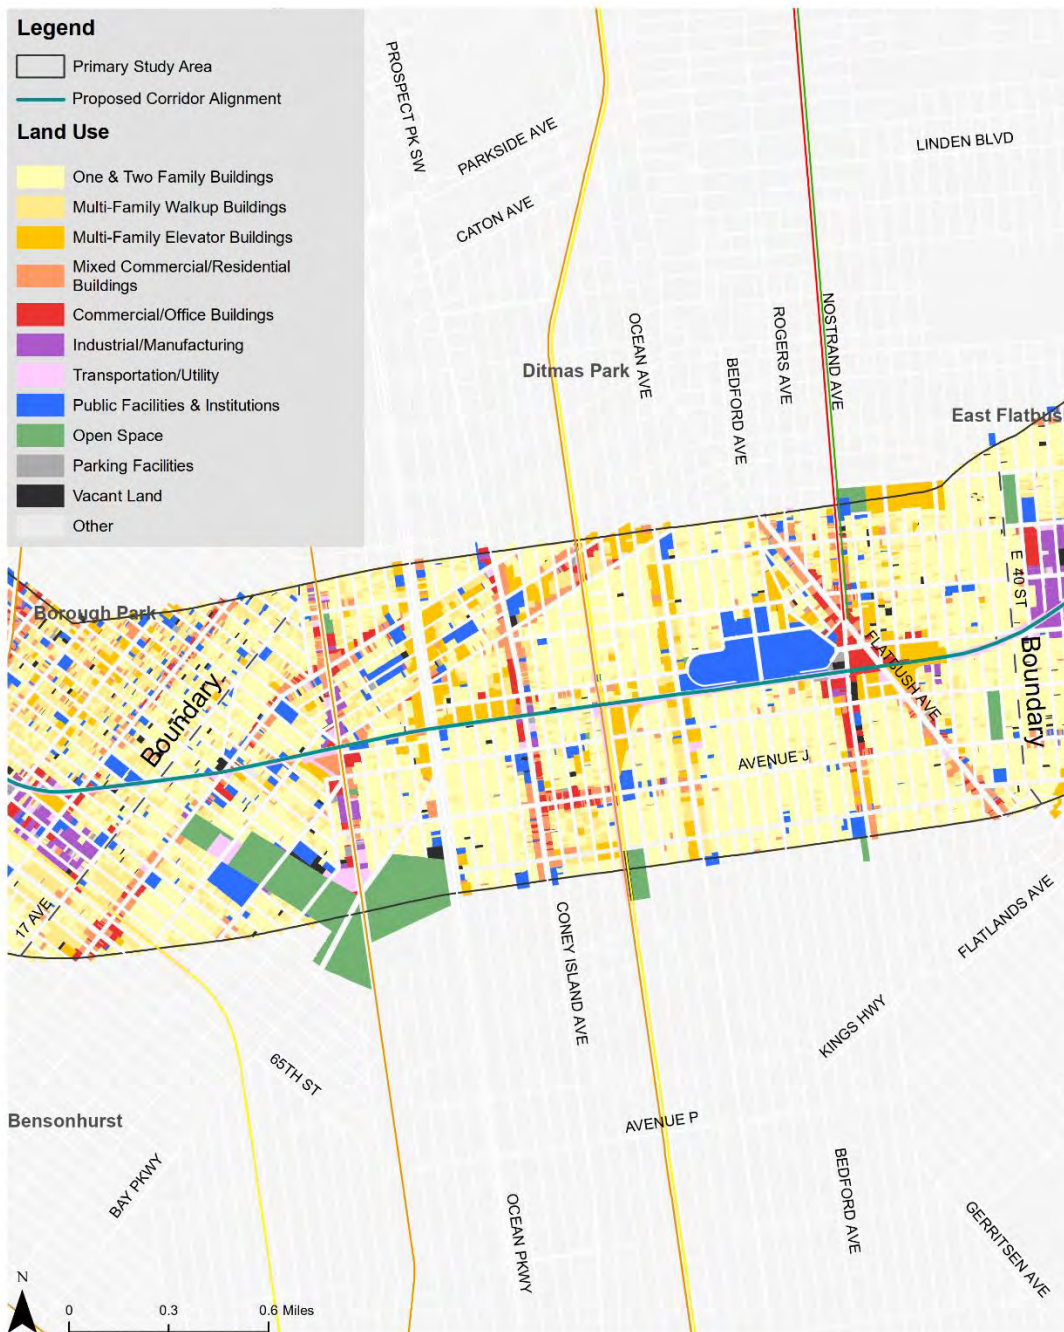 Legend
Primary Study Area
Proposed Corridor Alignment
Land Use
One & Two Family Buildings
Multi-Family Walkup Buildings
Multi-Family Elevator Buildings
Mixed Commercial/Residential
Buildings
Commercial/Office Buildings
Industrial/Manufacturing
Transportation/Utility
Public Facilities & Institutions
Open Space
Parking Facilities
Vacant Land
Other
PROSPECT PK SW
PARKSIDE AVE
CATON AVE
LINDEN BLVD
OCEAN AVE
BEDFORD AVE
ROGERS AVE
NOSTRAND AVE
Ditmas Park
East Flatbus
Borough Park
Boundary
E 40 ST
Boundary
FLATBUSH AVE
AVENUE J
17 AVE
CONEY ISLAND AVE
FLATLANDS AVE
KINGS HWY
65TH ST
Bensonhurst
AVENUE P
BAY PKWY
OCEAN PKWY
BEDFORD AVE
GERRITSEN AVE
N
0 0.3 0.6 Miles